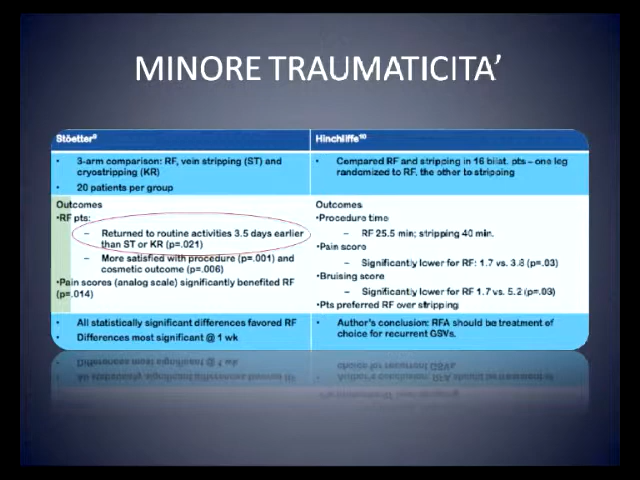 MINORE TRAUMATICITA'
Stöetter⁹
• 3-arm comparison: RF, vein stripping (ST) and
cryostripping (KR)
• 20 patients per group
Outcomes
•RF pts:
– Returned to routine activities 3.5 days earlier
than ST or KR (p=.021)
– More satisfied with procedure (p=.001) and
cosmetic outcome (p=.006)
•Pain scores (analog scale) significantly benefited RF
(p=.014)
• All statistically significant differences favored RF
• Differences most significant @ 1 wk
Hinchliffe¹⁰
• Compared RF and stripping in 16 bilat. pts – one leg
randomized to RF, the other to stripping
Outcomes
•Procedure time
– RF 25.5 min; stripping 40 min.
•Pain score
– Significantly lower for RF: 1.7 vs. 3.8 (p=.03)
•Bruising score
– Significantly lower for RF 1.7 vs. 5.2 (p=.03)
•Pts preferred RF over stripping
• Author's conclusion: RFA should be treatment of
choice for recurrent GSVs.